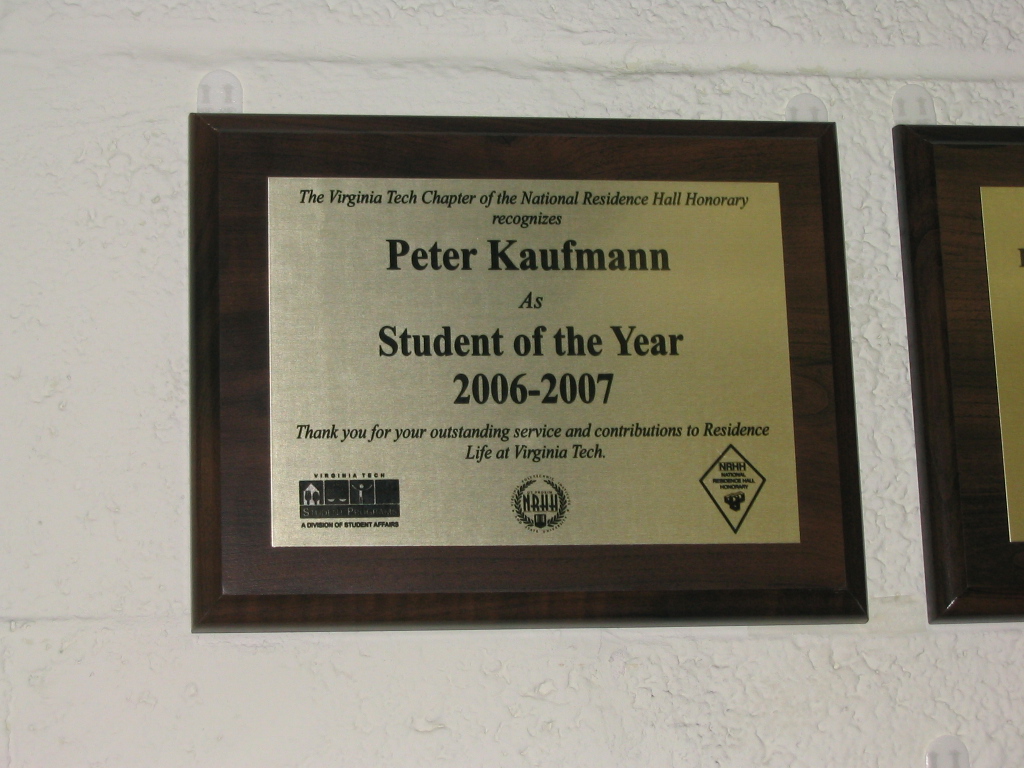 The Virginia Tech Chapter of the National Residence Hall Honorary
recognizes
Peter Kaufmann
As
Student of the Year
2006-2007
Thank you for your outstanding service and contributions to Residence
Life at Virginia Tech.
VIRGINIA TECH
STUDENT PROGRAMS
A DIVISION OF STUDENT AFFAIRS
NRHH
NRHH
NATIONAL
RESIDENCE HALL
HONORARY